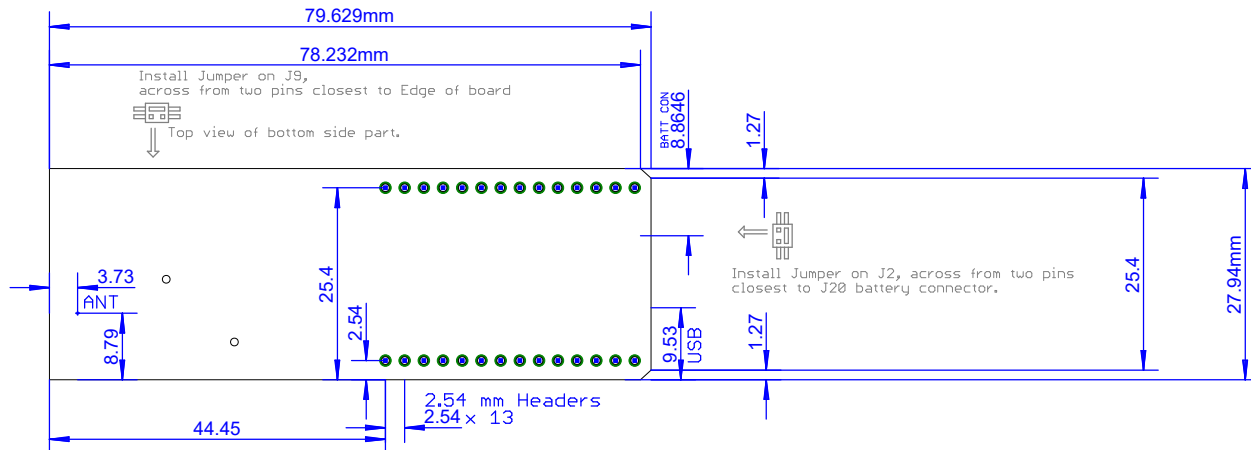 79.629mm
78.232mm
Install Jumper on J9,
across from two pins closest to Edge of board
Top view of bottom side part.
BATT CON
8.8646
1.27
3.73
ANT
8.79
25.4
2.54
9.53
USB
Install Jumper on J2, across from two pins
closest to J20 battery connector.
1.27
25.4
27.94mm
2.54 mm Headers
2.54 x 13
44.45